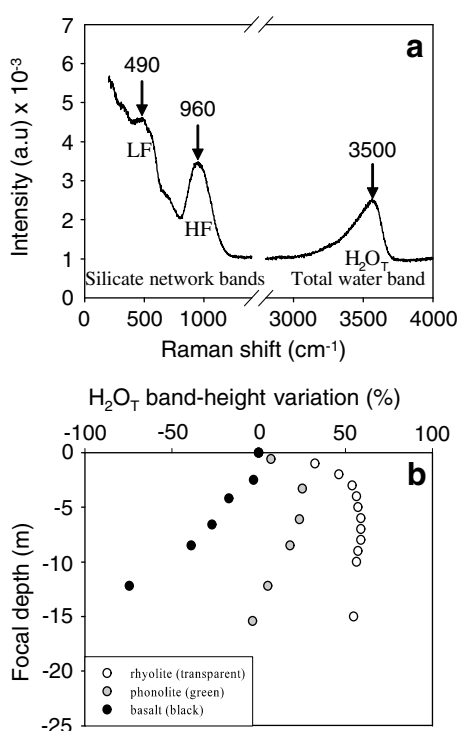 a
7
6
5
4
3
2
1
0
Intensity (a.u) x 10-3
490
960
3500
LF
HF
H2OT
Silicate network bands
Total water band
0 500 1000 3000 3500 4000
Raman shift (cm-1)
H2OT band-height variation (%)
-100 -50 0 50 100
b
0
-5
-10
-15
-20
-25
Focal depth (m)
rhyolite (transparent)
phonolite (green)
basalt (black)